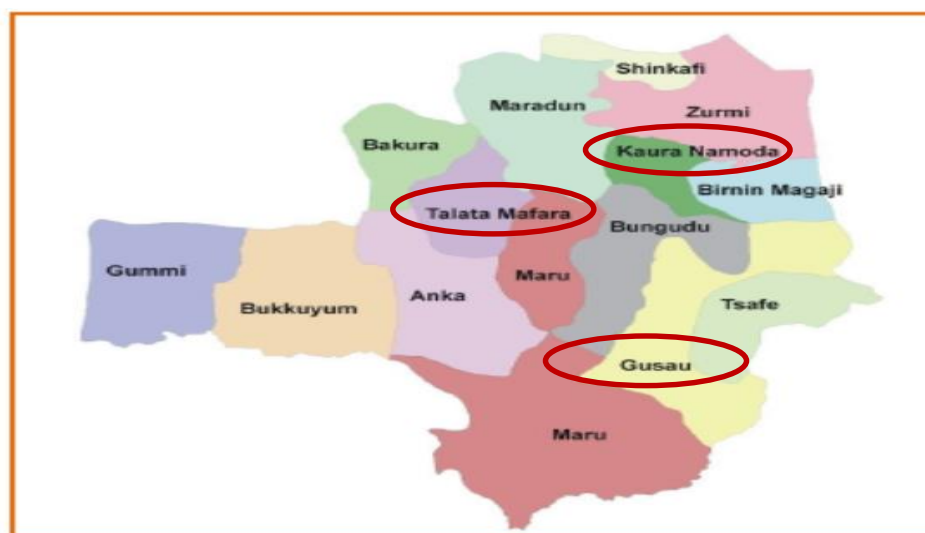 Shinkafi
Maradun
Zurmi
Bakura
Kaura Namoda
Birnin Magaji
Talata Mafara
Bungudu
Gummi
Maru
Anka
Bukkuyum
Tsafe
Gusau
Maru